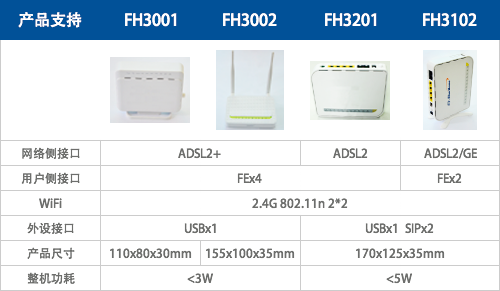 产品支持 FH3001 FH3002 FH3201 FH3102
网络侧接口 ADSL2+ ADSL2 ADSL2/GE
用户侧接口 FEx4 FEx2
WiFi 2.4G 802.11n 2*2
外设接口 USBx1 USBx1 SIPx2
产品尺寸 110x80x30mm 155x100x35mm 170x125x35mm
整机功耗 <3W <5W